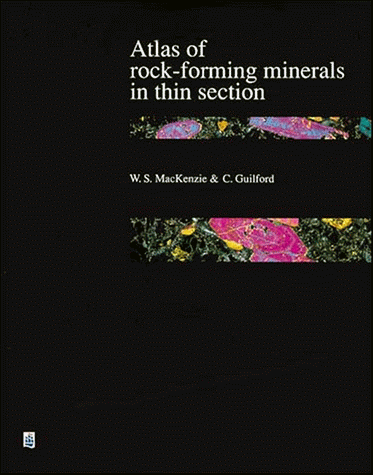 Atlas of
rock-forming minerals
in thin section
W. S. MacKenzie & C. Guilford